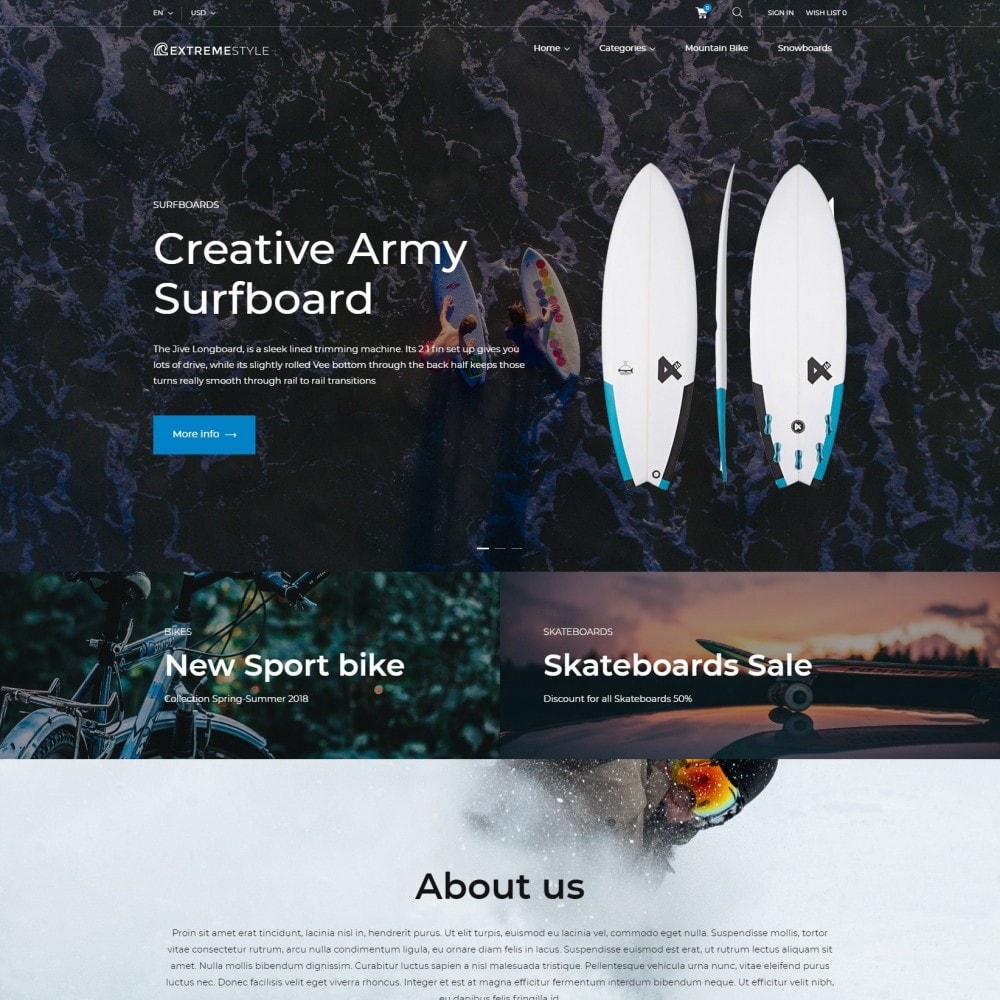 EN USD 0 SIGN IN WISH LIST 0
EXTREMESTYLE Home Categories Mountain Bike Snowboards
SURFBOARDS
Creative Army
Surfboard
The Jive Longboard, is a sleek lined trimming machine. Its 2.1 fin set up gives you
lots of drive, while its slightly rolled Vee bottom through the back half keeps those
turns really smooth through rail to rail transitions
More info
BIKES
New Sport bike
Collection Spring-Summer 2018
SKATEBOARDS
Skateboards Sale
Discount for all Skateboards 50%
About us
Proin sit amet erat tincidunt, lacinia nisl in, hendrerit purus. Ut elit turpis, euismod eu lacinia vel, commodo eget nulla. Suspendisse mollis, tortor
vitae consectetur rutrum, arcu nulla condimentum ligula, eu ornare diam felis in lacus. Suspendisse euismod est erat, ut rutrum lectus aliquam sit
amet. Nulla mollis bibendum dignissim. Curabitur luctus sapien a nisl malesuada tristique. Pellentesque vehicula urna nunc, vitae eleifend purus
luctus nec. Donec facilisis velit eget viverra rhoncus. Integer et est at magna efficitur fermentum interdum bibendum neque. Ut efficitur velit nibh,
eu dapibus felis fringilla id.